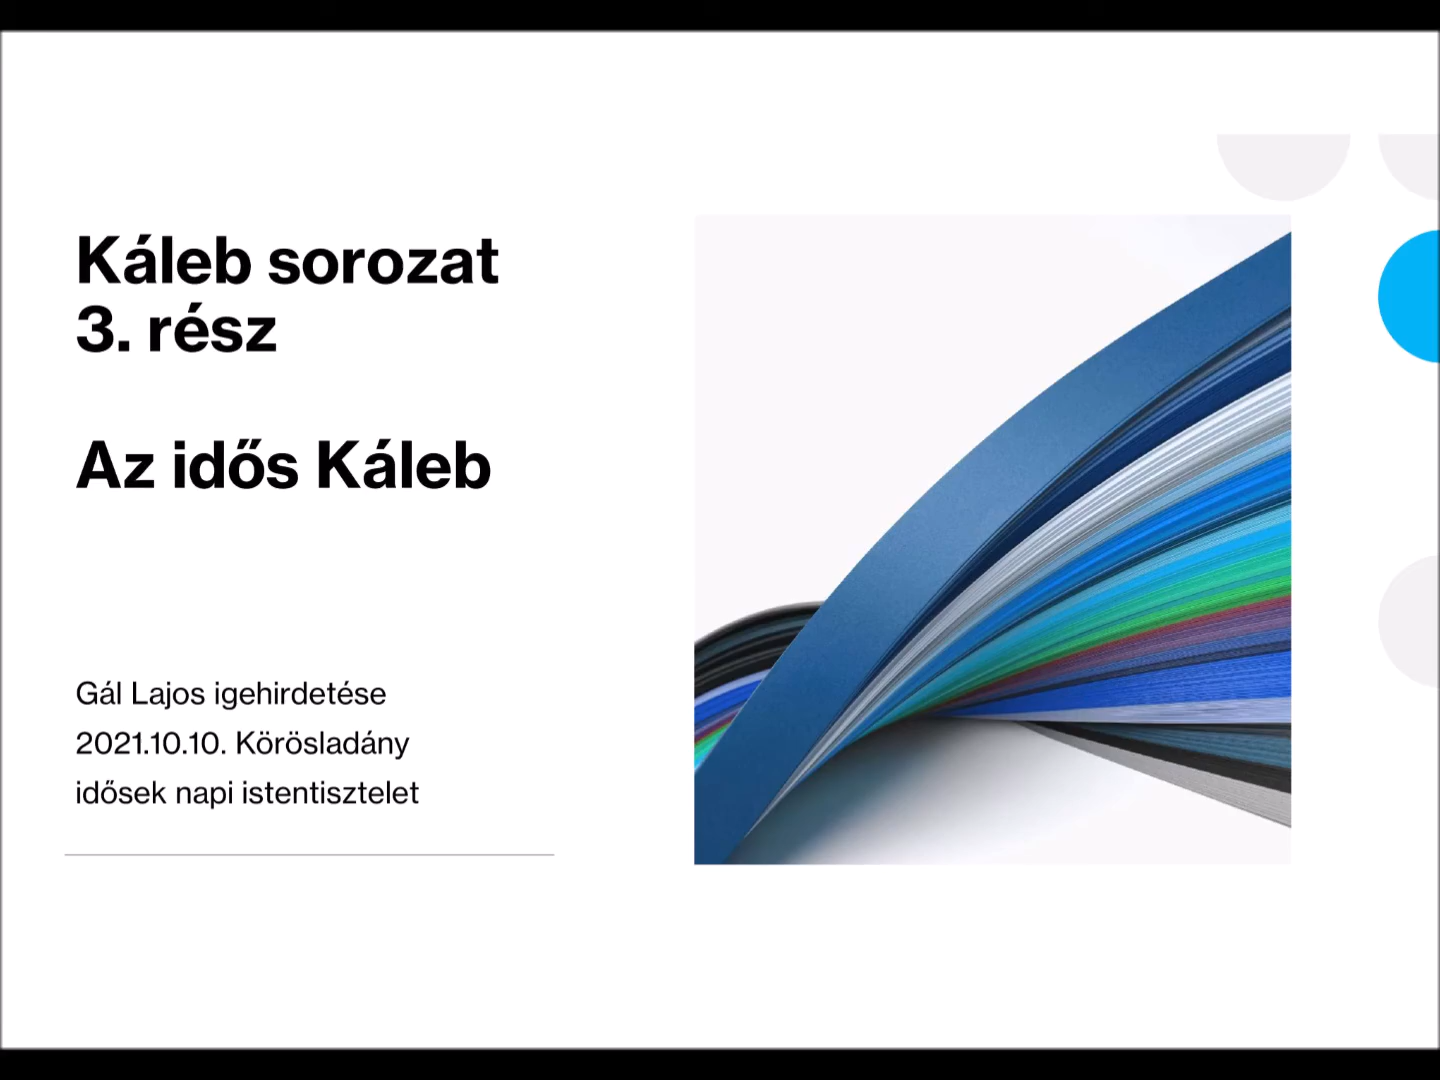 Káleb sorozat
3. rész
Az idős Káleb
Gál Lajos igehirdetése
2021.10.10. Körösladány
idősek napi istentisztelet